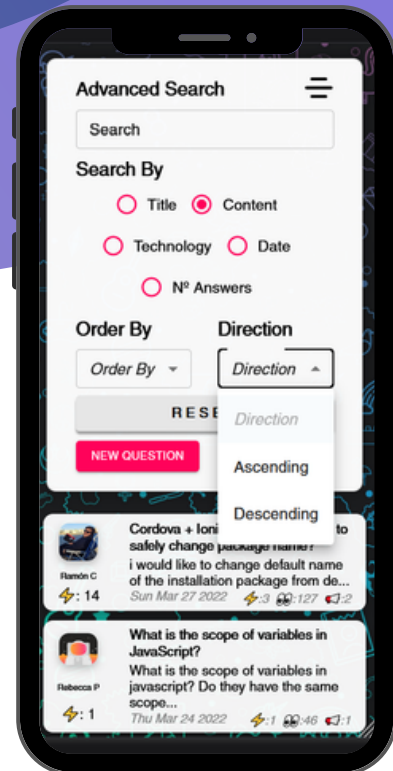 Advanced Search
Search
Search By
Title Content
Technology Date
Nº Answers
Order By Direction
Order By Direction
RESE
Direction
NEW QUESTION
Ascending
Descending
Cordova + Ioni to
safely change package name?
i would like to change default name
of the installation package from de...
Ramón C
: 14
Sun Mar 27 2022 :3 :127 :2
What is the scope of variables in
JavaScript?
What is the scope of variables in
javascript? Do they have the same
scope...
Rebecca P
: 1
Thu Mar 24 2022 :1 :46 :1